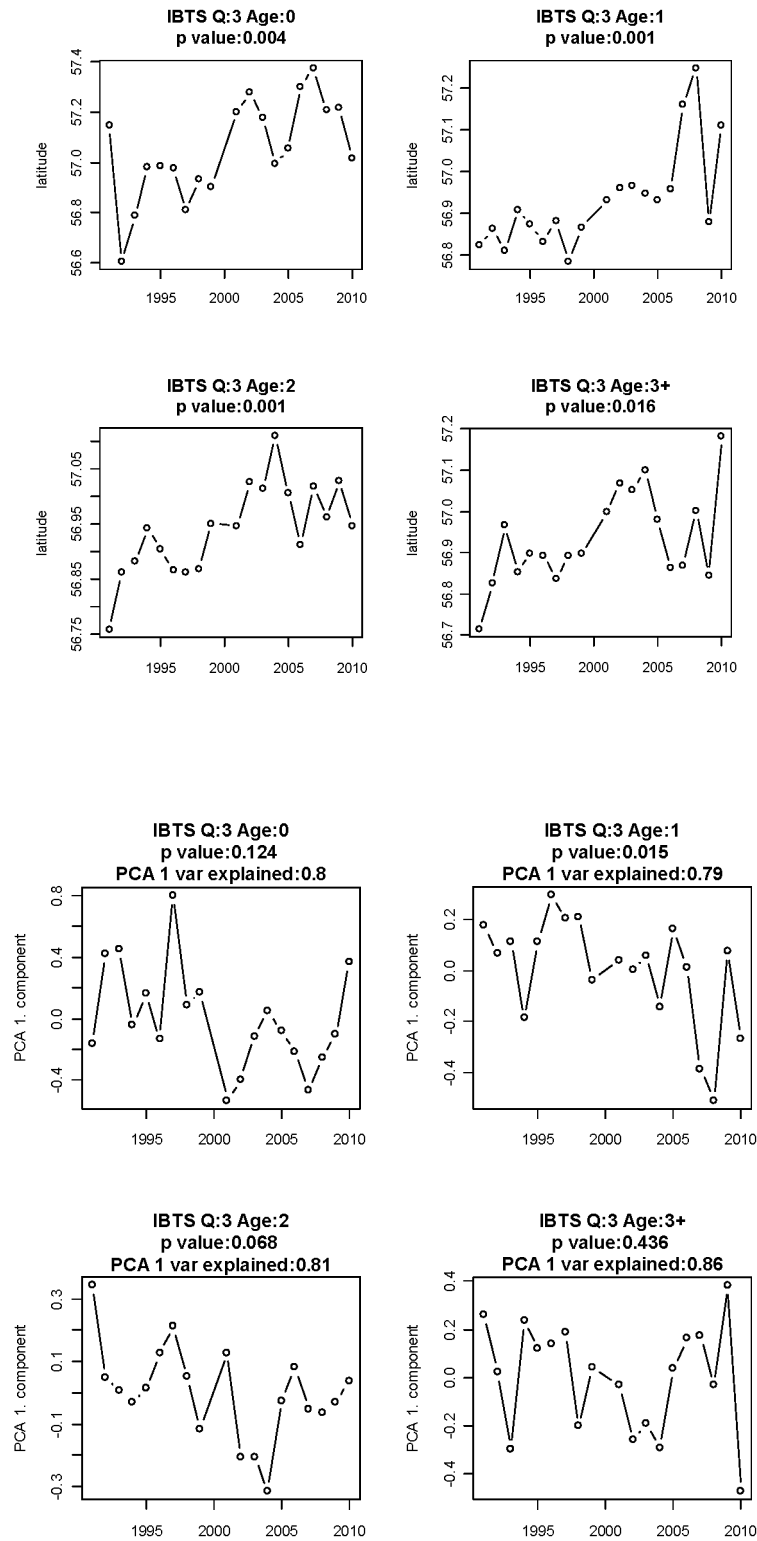 IBTS Q:3 Age:0
p value:0.004
latitude
57.4
57.2
57.0
56.8
56.6
1995 2000 2005 2010
IBTS Q:3 Age:1
p value:0.001
latitude
57.2
57.1
57.0
56.9
56.8
1995 2000 2005 2010
IBTS Q:3 Age:2
p value:0.001
latitude
57.05
56.95
56.85
56.75
1995 2000 2005 2010
IBTS Q:3 Age:3+
p value:0.016
latitude
57.2
57.1
57.0
56.9
56.8
56.7
1995 2000 2005 2010
IBTS Q:3 Age:0
p value:0.124
PCA 1 var explained:0.8
PCA 1. component
0.8
0.4
0.0
-0.4
1995 2000 2005 2010
IBTS Q:3 Age:1
p value:0.015
PCA 1 var explained:0.79
PCA 1. component
0.2
0.0
-0.2
-0.4
1995 2000 2005 2010
IBTS Q:3 Age:2
p value:0.068
PCA 1 var explained:0.81
PCA 1. component
0.3
0.1
-0.1
-0.3
1995 2000 2005 2010
IBTS Q:3 Age:3+
p value:0.436
PCA 1 var explained:0.86
PCA 1. component
0.4
0.2
0.0
-0.2
-0.4
1995 2000 2005 2010